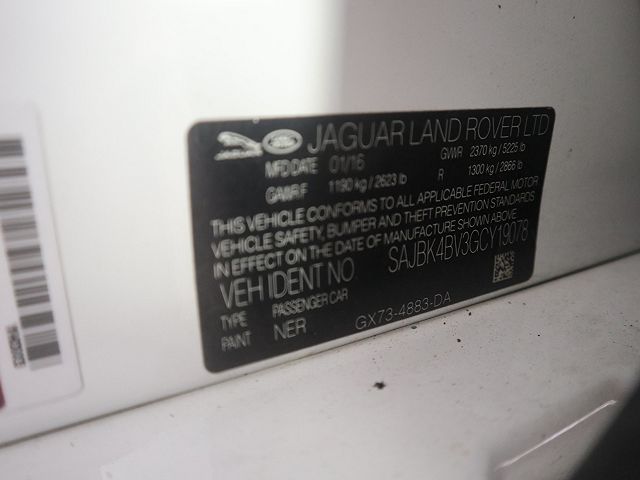 JAGUAR LAND ROVER LTD
MFD DATE 01/16 GVWR 2370 kg / 5225 lb
GAWR F 1190 kg / 2623 lb R 1300 kg / 2866 lb
THIS VEHICLE CONFORMS TO ALL APPLICABLE FEDERAL MOTOR
VEHICLE SAFETY, BUMPER AND THEFT PREVENTION STANDARDS
IN EFFECT ON THE DATE OF MANUFACTURE SHOWN ABOVE.
VEH IDENT NO. SAJBK4BV3GCY19078
TYPE PASSENGER CAR
PAINT NER GX73-4883-DA